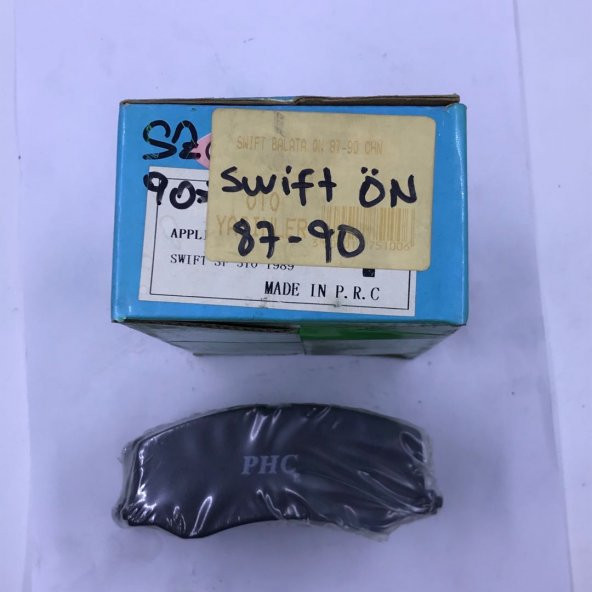 SWIFT BALATA ÖN 87-90 CHN
SZ
Swift ÖN
90
OTO
87-90
SWIFT SF 310 1989
MADE IN P.R.C
PHC